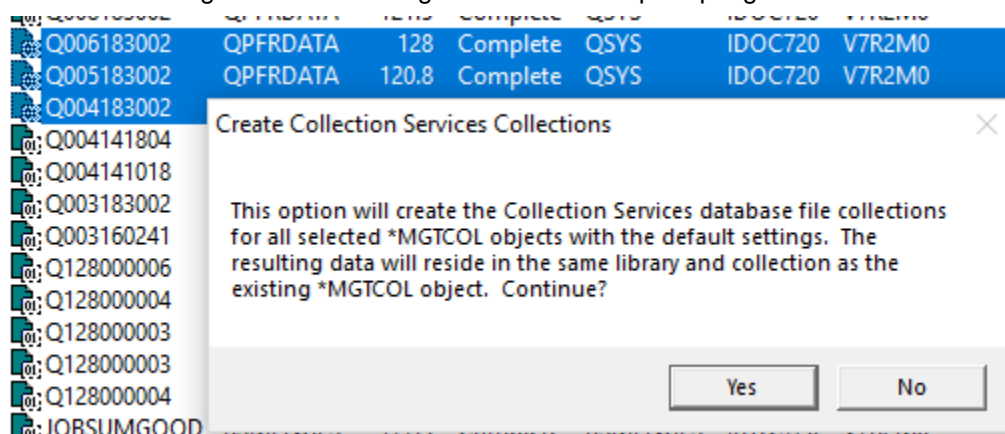 Q006183002 QPFRDATA 128 Complete QSYS IDOC720 V7R2M0
Q005183002 QPFRDATA 120.8 Complete QSYS IDOC720 V7R2M0
Q004183002
Create Collection Services Collections
Q004141804
Q004141018
Q003183002
This option will create the Collection Services database file collections
Q003160241
for all selected *MGTCOL objects with the default settings. The
Q128000006
resulting data will reside in the same library and collection as the
Q128000004
existing *MGTCOL object. Continue?
Q128000003
Q128000003
Yes No
Q128000004
JOBSUMGOOD